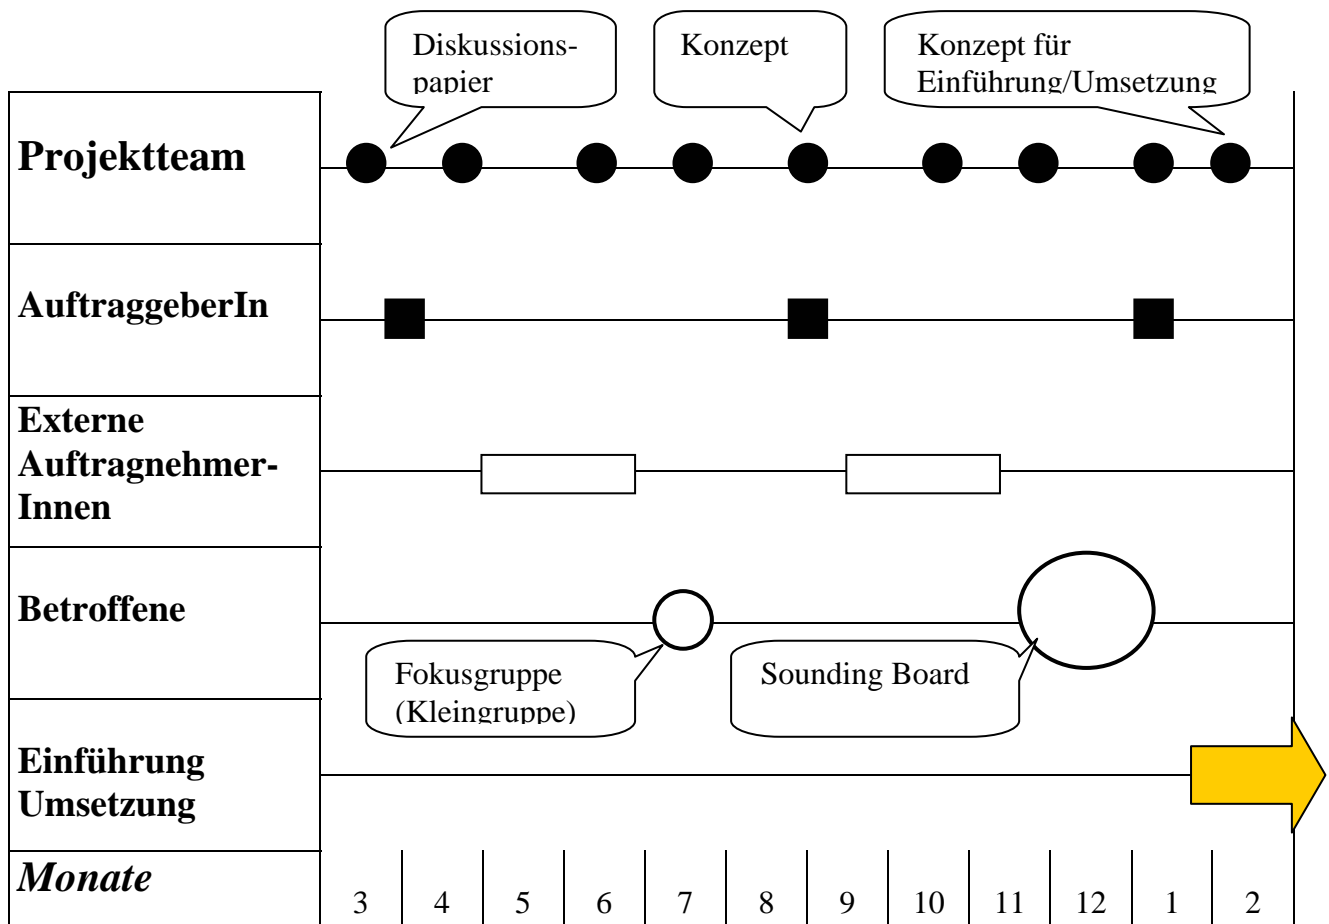 Diskussions-
papier
Konzept
Konzept für
Einführung/Umsetzung
Projektteam
AuftraggeberIn
Externe
Auftragnehmer-
Innen
Betroffene
Fokusgruppe
(Kleingruppe)
Sounding Board
Einführung
Umsetzung
Monate
3 4 5 6 7 8 9 10 11 12 1 2